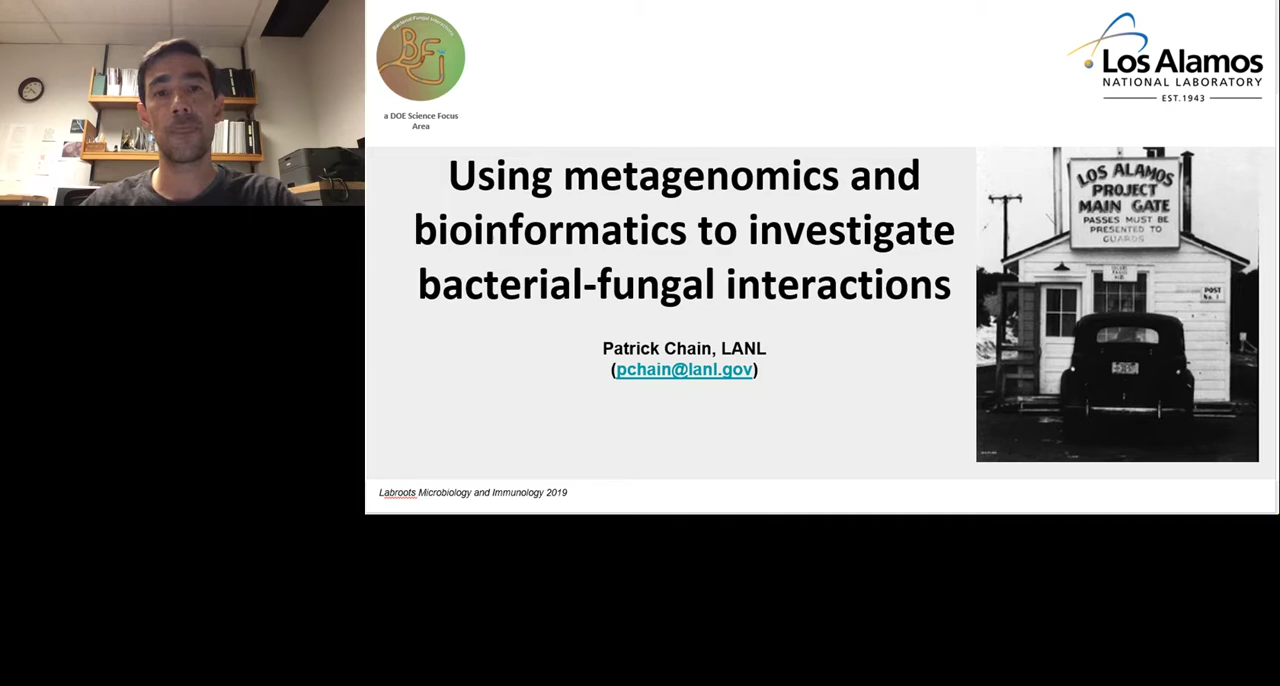 Bacterial-Fungal Interactions
BFI
a DOE Science Focus
Area
Los Alamos
NATIONAL LABORATORY
EST. 1943
Using metagenomics and
bioinformatics to investigate
bacterial-fungal interactions
Patrick Chain, LANL
(pchain@lanl.gov)
LOS ALAMOS
PROJECT
MAIN GATE
PASSES MUST BE
PRESENTED TO
GUARDS
POST
No. 1
Labroots Microbiology and Immunology 2019